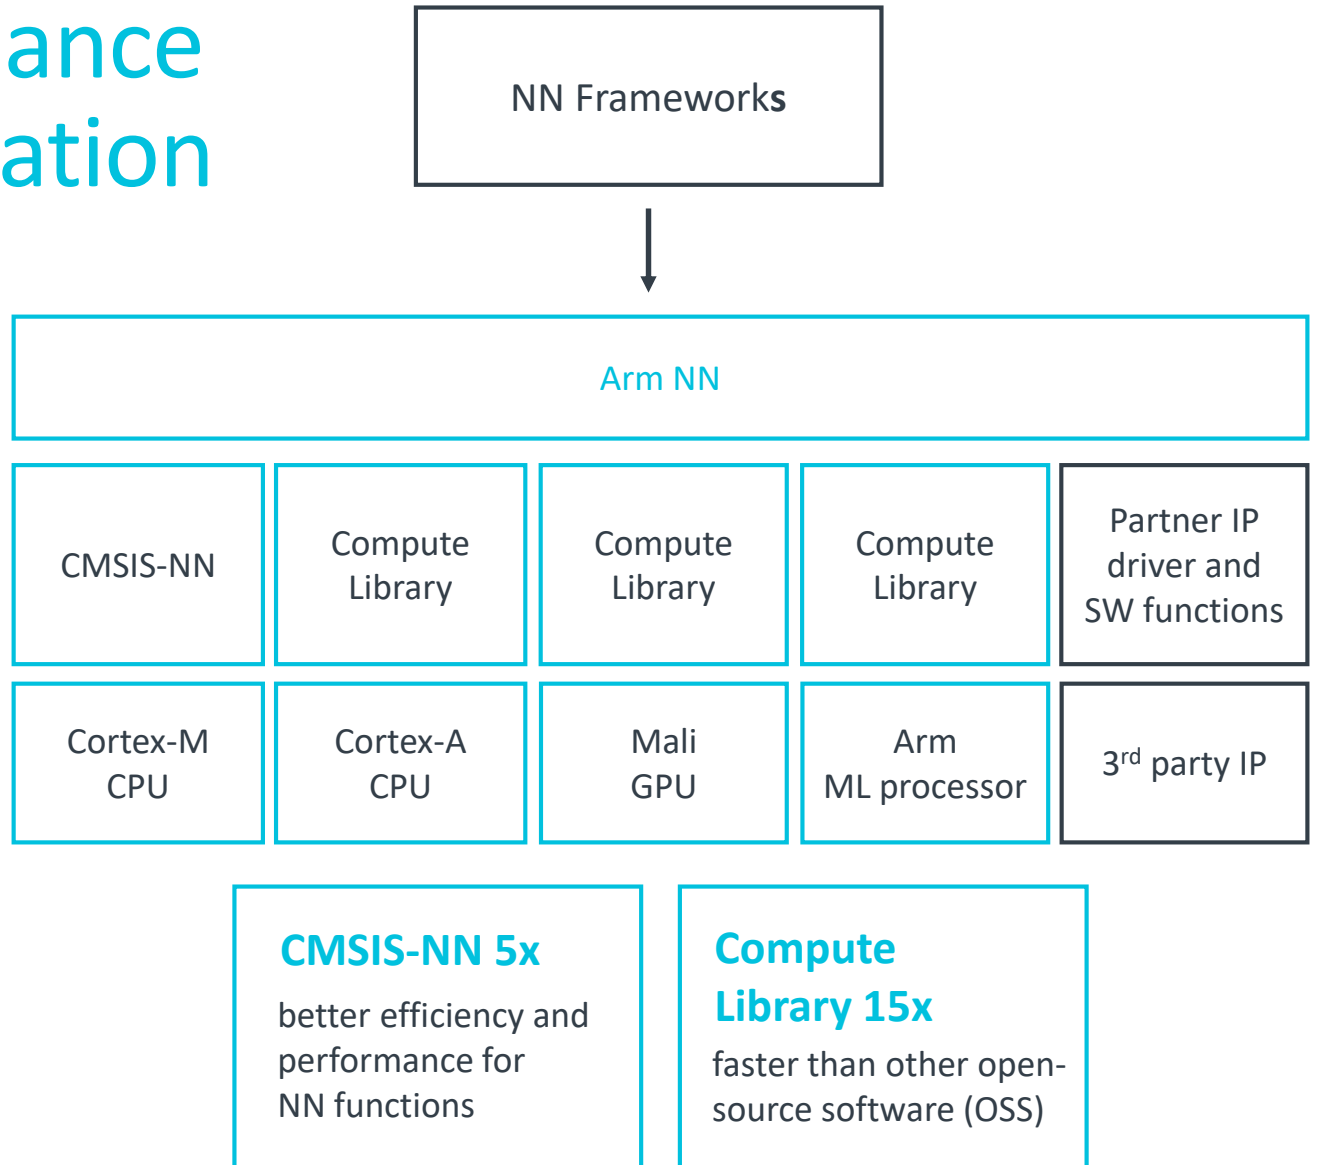 ance
ation
NN Frameworks
Arm NN
CMSIS-NN
Compute
Library
Compute
Library
Compute
Library
Partner IP
driver and
SW functions
Cortex-M
CPU
Cortex-A
CPU
Mali
GPU
Arm
ML processor
3rd party IP
CMSIS-NN 5x
better efficiency and
performance for
NN functions
Compute
Library 15x
faster than other open-
source software (OSS)